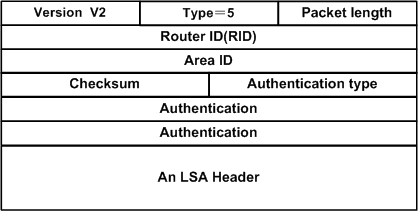 Version V2 Type=5 Packet length
Router ID(RID)
Area ID
Checksum Authentication type
Authentication
Authentication
An LSA Header